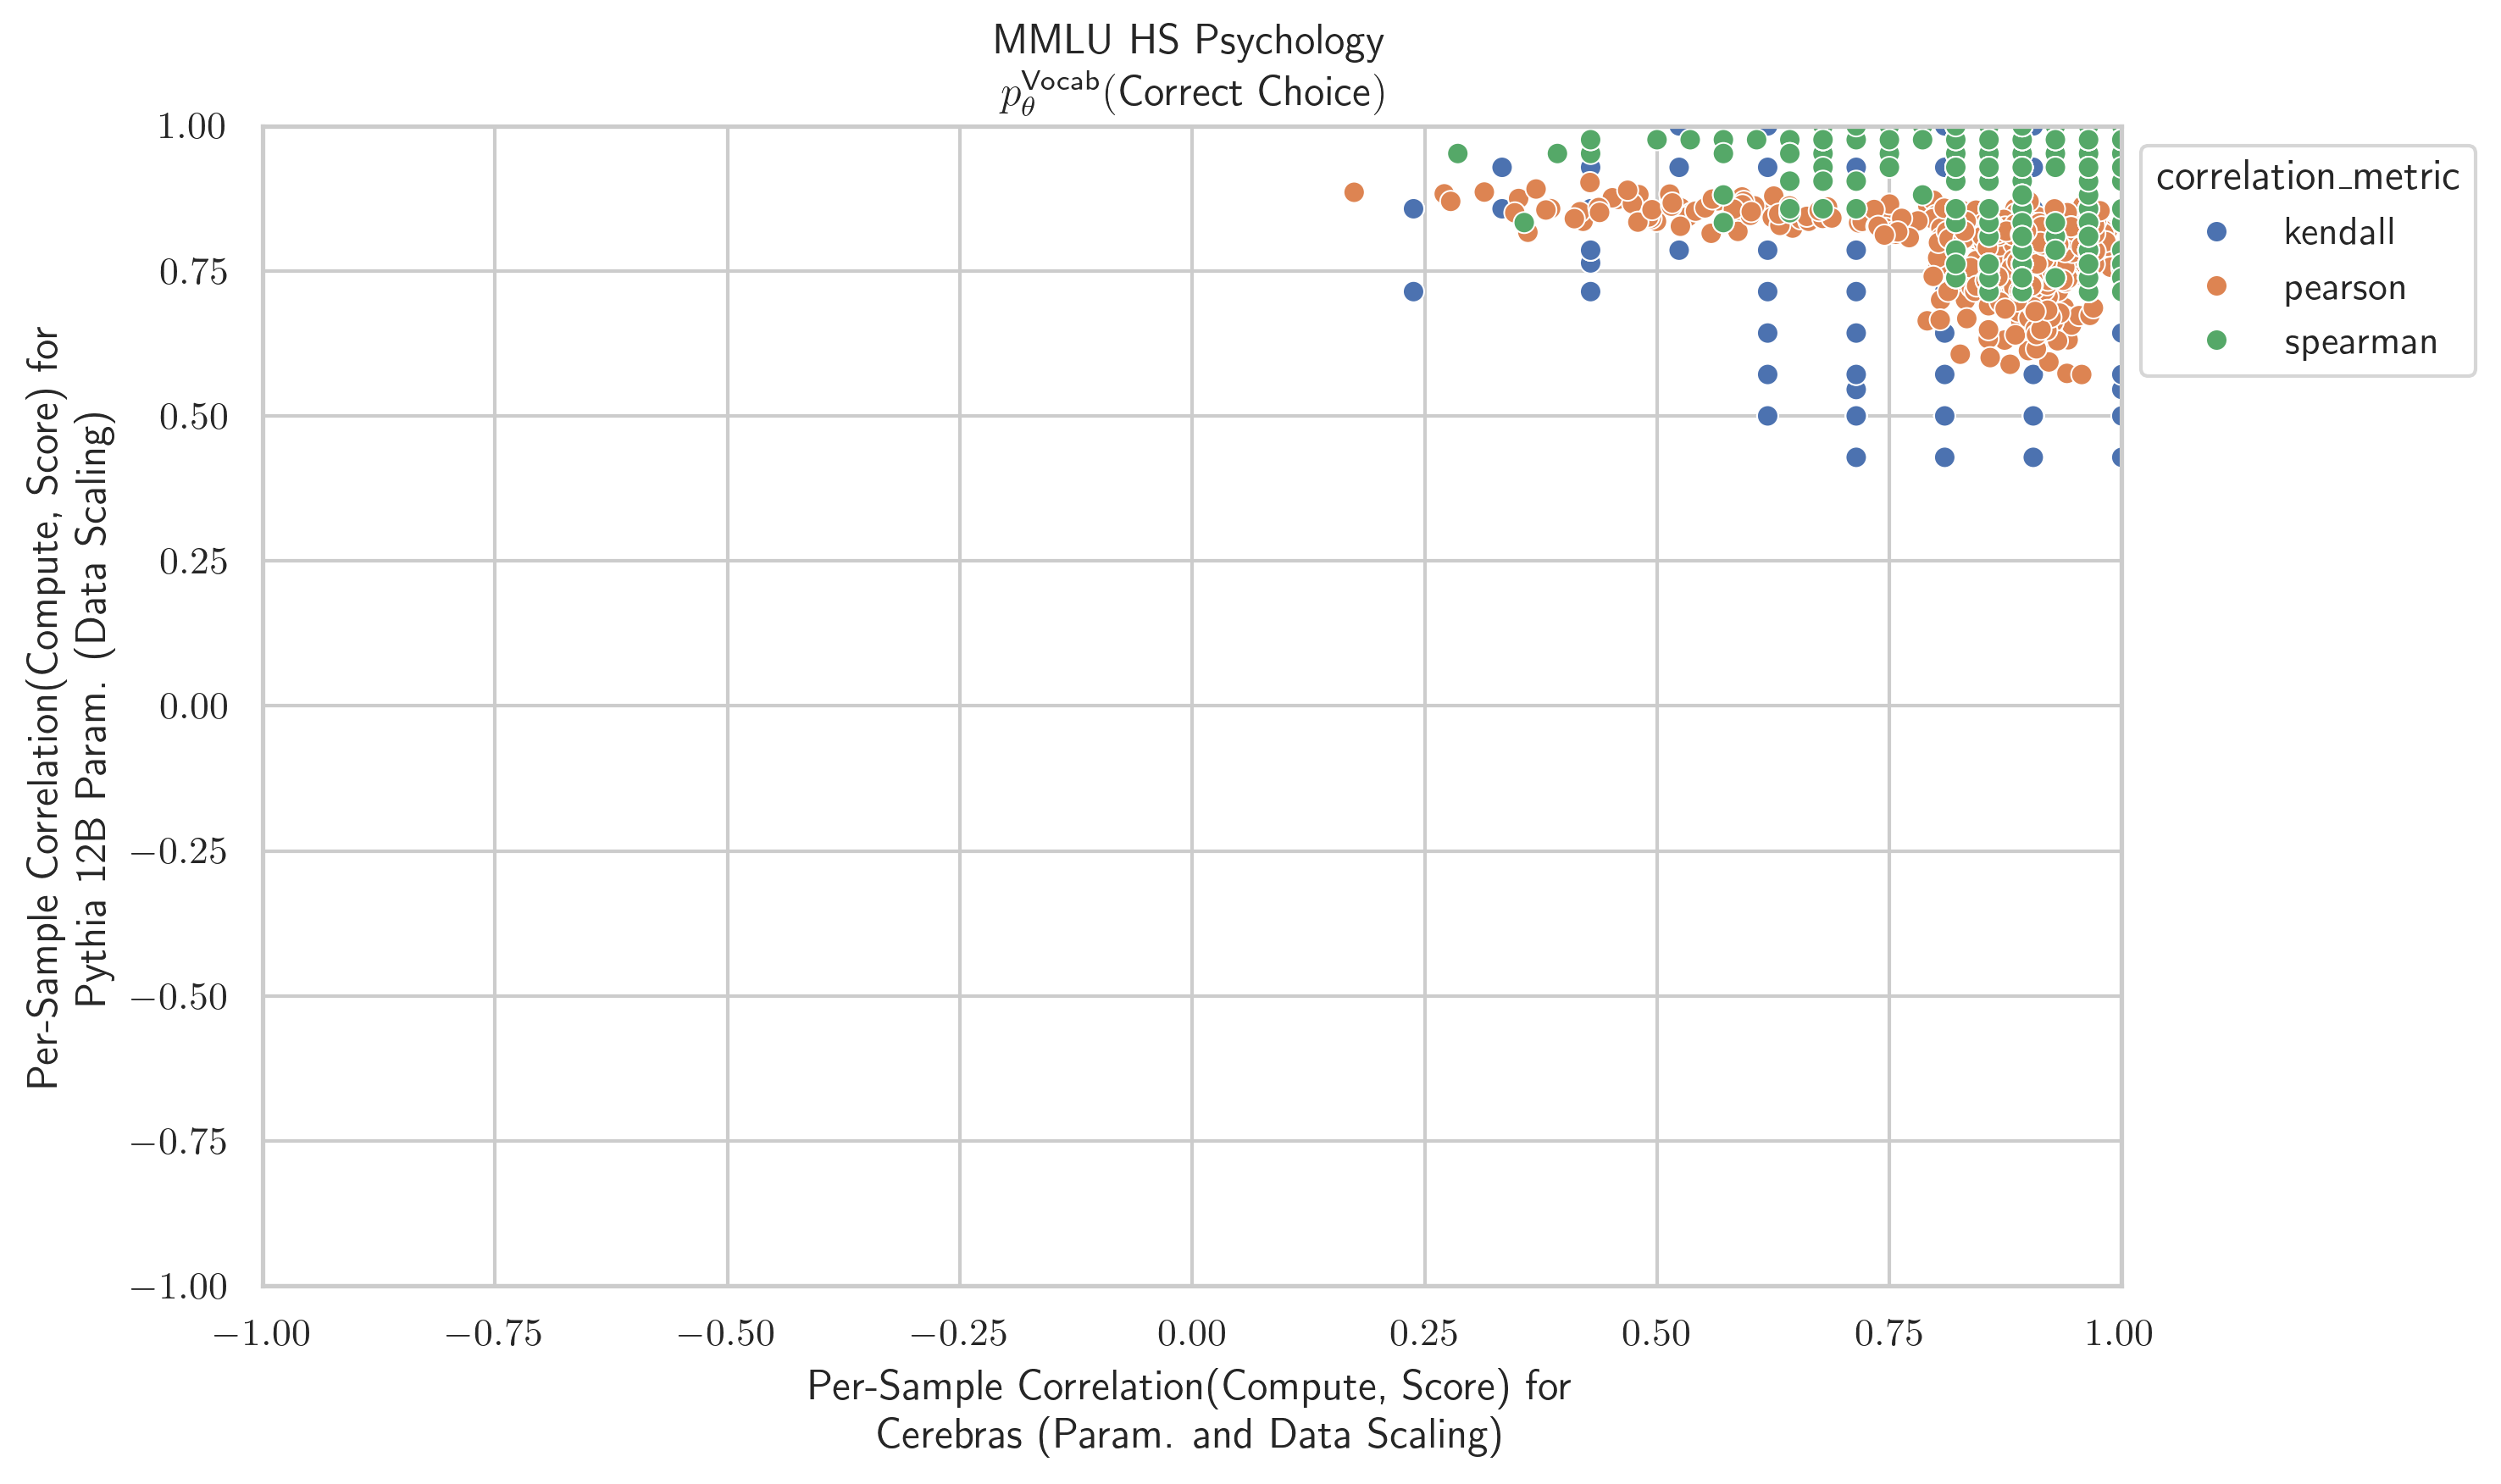 MMLU HS Psychology
p_θ^Vocab(Correct Choice)
1.00
0.75
0.50
0.25
0.00
−0.25
−0.50
−0.75
−1.00
Per-Sample Correlation(Compute, Score) for
Pythia 12B Param. (Data Scaling)
correlation_metric
kendall
pearson
spearman
−1.00 −0.75 −0.50 −0.25 0.00 0.25 0.50 0.75 1.00
Per-Sample Correlation(Compute, Score) for
Cerebras (Param. and Data Scaling)